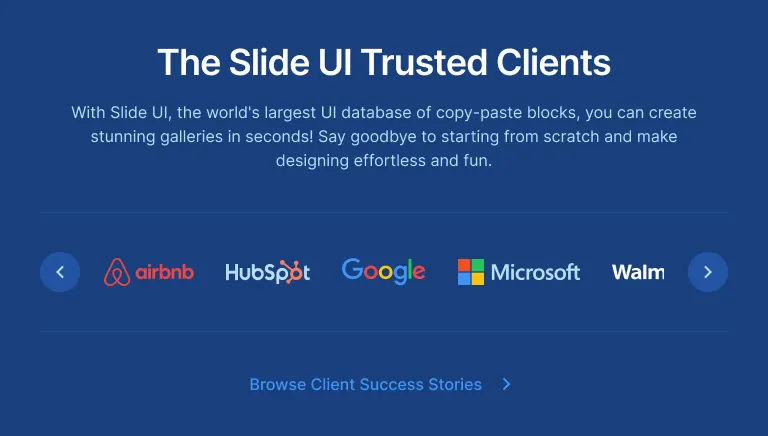 The Slide UI Trusted Clients
With Slide UI, the world's largest UI database of copy-paste blocks, you can create
stunning galleries in seconds! Say goodbye to starting from scratch and make
designing effortless and fun.
airbnb HubSpot Google Microsoft Walm
Browse Client Success Stories